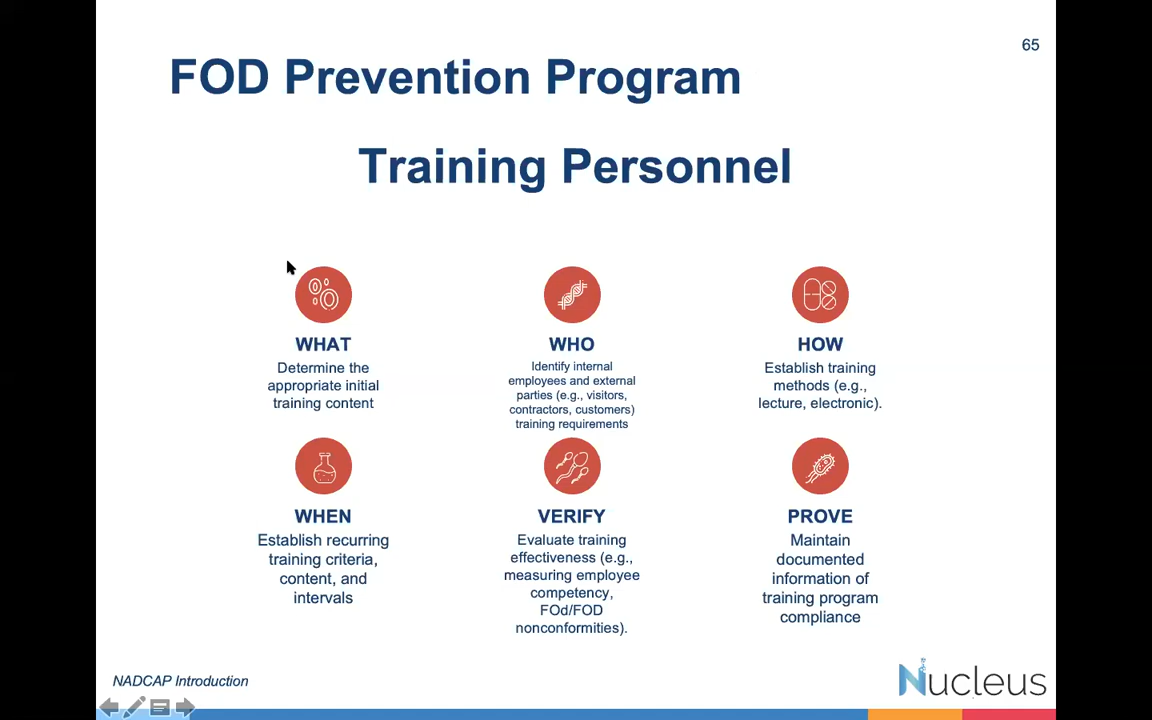 65
FOD Prevention Program
Training Personnel
WHAT
Determine the
appropriate initial
training content
WHO
Identify internal
employees and external
parties (e.g., visitors,
contractors, customers)
training requirements
HOW
Establish training
methods (e.g.,
lecture, electronic).
WHEN
Establish recurring
training criteria,
content, and
intervals
VERIFY
Evaluate training
effectiveness (e.g.,
measuring employee
competency,
FOd/FOD
nonconformities).
PROVE
Maintain
documented
information of
training program
compliance
NADCAP Introduction
Nucleus